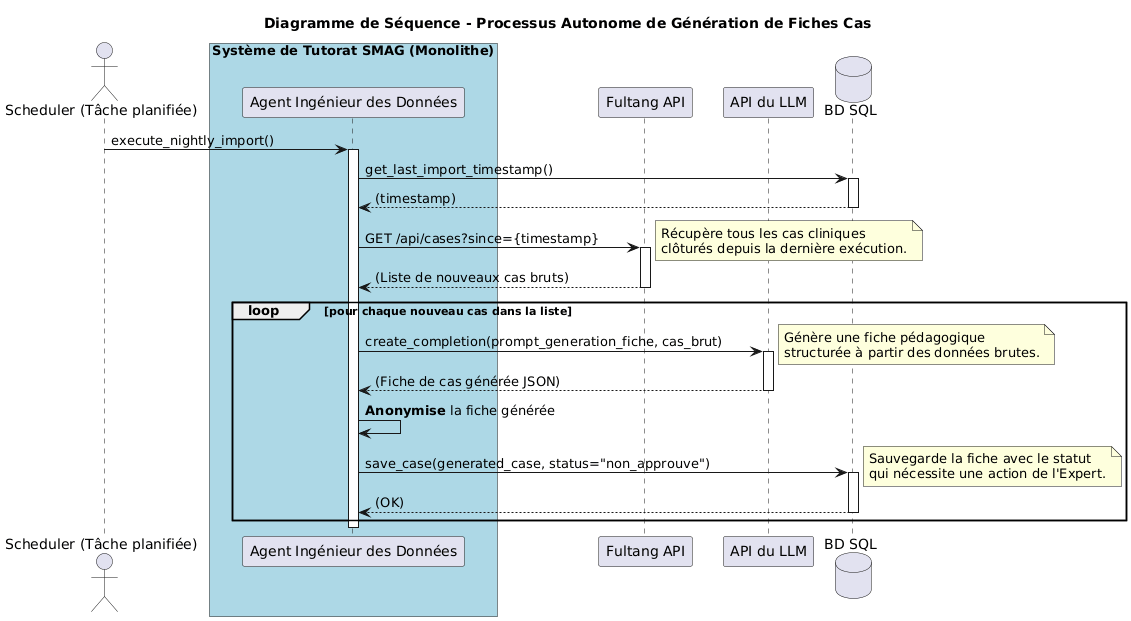 Diagramme de Séquence - Processus Autonome de Génération de Fiches Cas
Système de Tutorat SMAG (Monolithe)
Scheduler (Tâche planifiée)
Agent Ingénieur des Données
Fultang API
API du LLM
BD SQL
execute_nightly_import()
get_last_import_timestamp()
(timestamp)
GET /api/cases?since={timestamp}
Récupère tous les cas cliniques
clôturés depuis la dernière exécution.
(Liste de nouveaux cas bruts)
loop
[pour chaque nouveau cas dans la liste]
create_completion(prompt_generation_fiche, cas_brut)
Génère une fiche pédagogique
structurée à partir des données brutes.
(Fiche de cas générée JSON)
Anonymise la fiche générée
save_case(generated_case, status="non_approuve")
Sauvegarde la fiche avec le statut
qui nécessite une action de l'Expert.
(OK)
Scheduler (Tâche planifiée)
Agent Ingénieur des Données
Fultang API
API du LLM
BD SQL